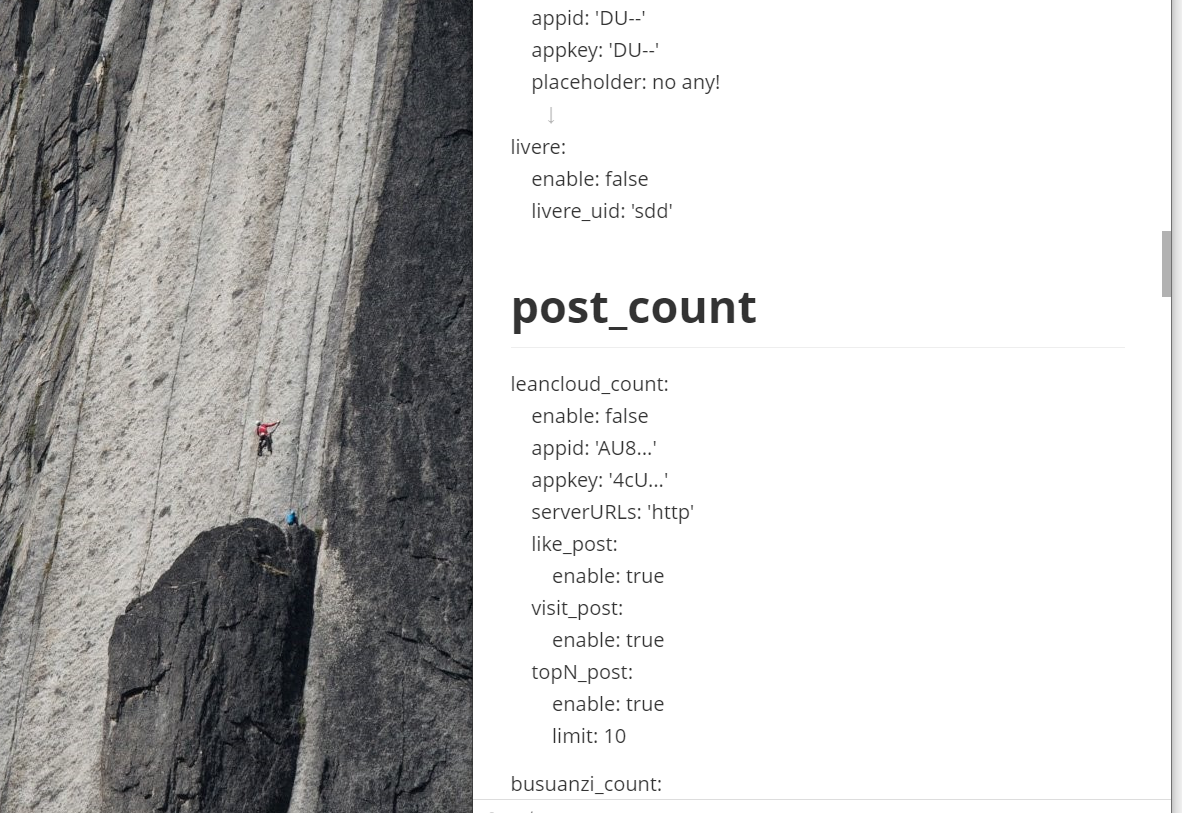 appid: 'DU--'
appkey: 'DU--'
placeholder: no any!
↓
livere:
enable: false
livere_uid: 'sdd'
post_count
leancloud_count:
enable: false
appid: 'AU8...'
appkey: '4cU...'
serverURLs: 'http'
like_post:
enable: true
visit_post:
enable: true
topN_post:
enable: true
limit: 10
busuanzi_count: